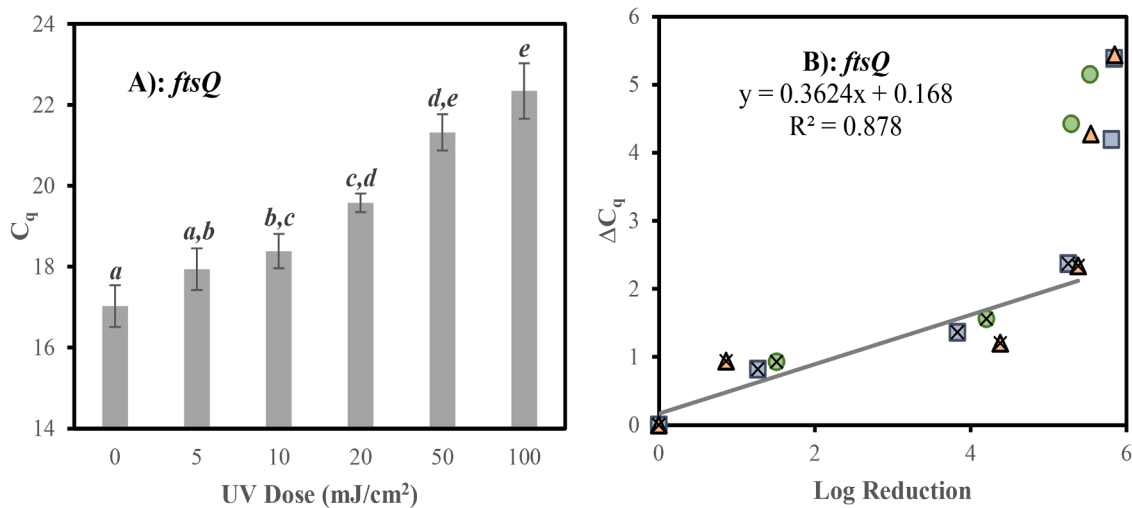 A): ftsQ
C_q
24
22
20
18
16
14
a
a,b
b,c
c,d
d,e
e
0 5 10 20 50 100
UV Dose (mJ/cm²)
B): ftsQ
y = 0.3624x + 0.168
R² = 0.878
ΔC_q
6
5
4
3
2
1
0
0 2 4 6
Log Reduction